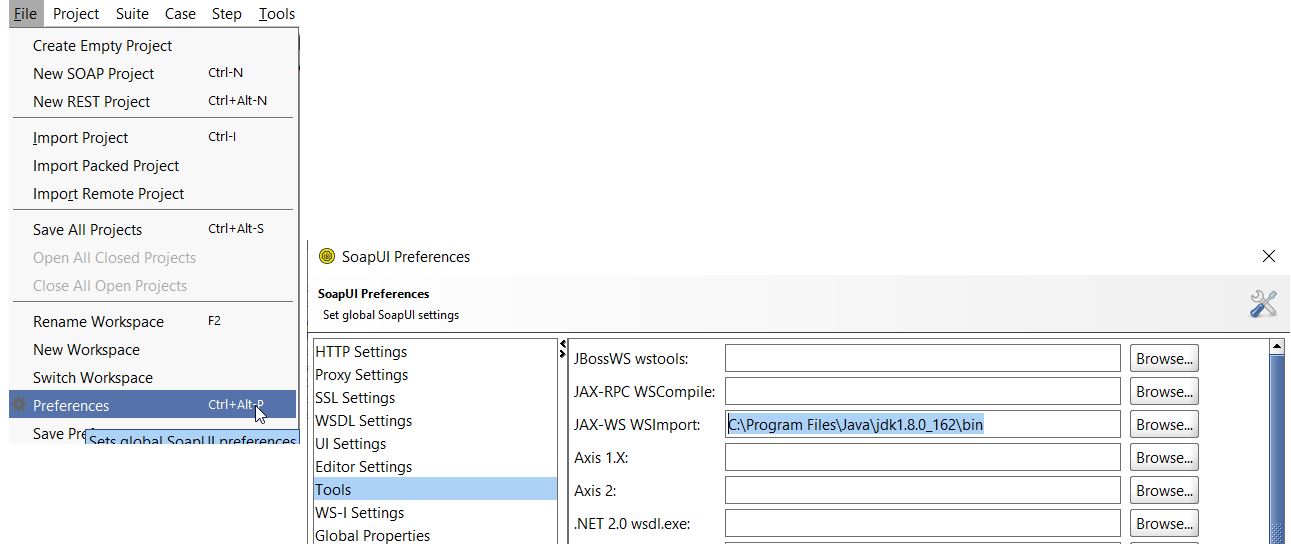 File Project Suite Case Step Tools
Create Empty Project
New SOAP Project Ctrl-N
New REST Project Ctrl+Alt-N
Import Project Ctrl-I
Import Packed Project
Import Remote Project
Save All Projects Ctrl+Alt-S
Open All Closed Projects
Close All Open Projects
Rename Workspace F2
New Workspace
Switch Workspace
Preferences Ctrl+Alt-P
Save Pref
Sets global SoapUI preferences
SoapUI Preferences
SoapUI Preferences
Set global SoapUI settings
HTTP Settings
Proxy Settings
SSL Settings
WSDL Settings
UI Settings
Editor Settings
Tools
WS-I Settings
Global Properties
JBossWS wstools: Browse...
JAX-RPC WSCompile: Browse...
JAX-WS WSImport: C:\Program Files\Java\jdk1.8.0_162\bin Browse...
Axis 1.X: Browse...
Axis 2: Browse...
.NET 2.0 wsdl.exe: Browse...